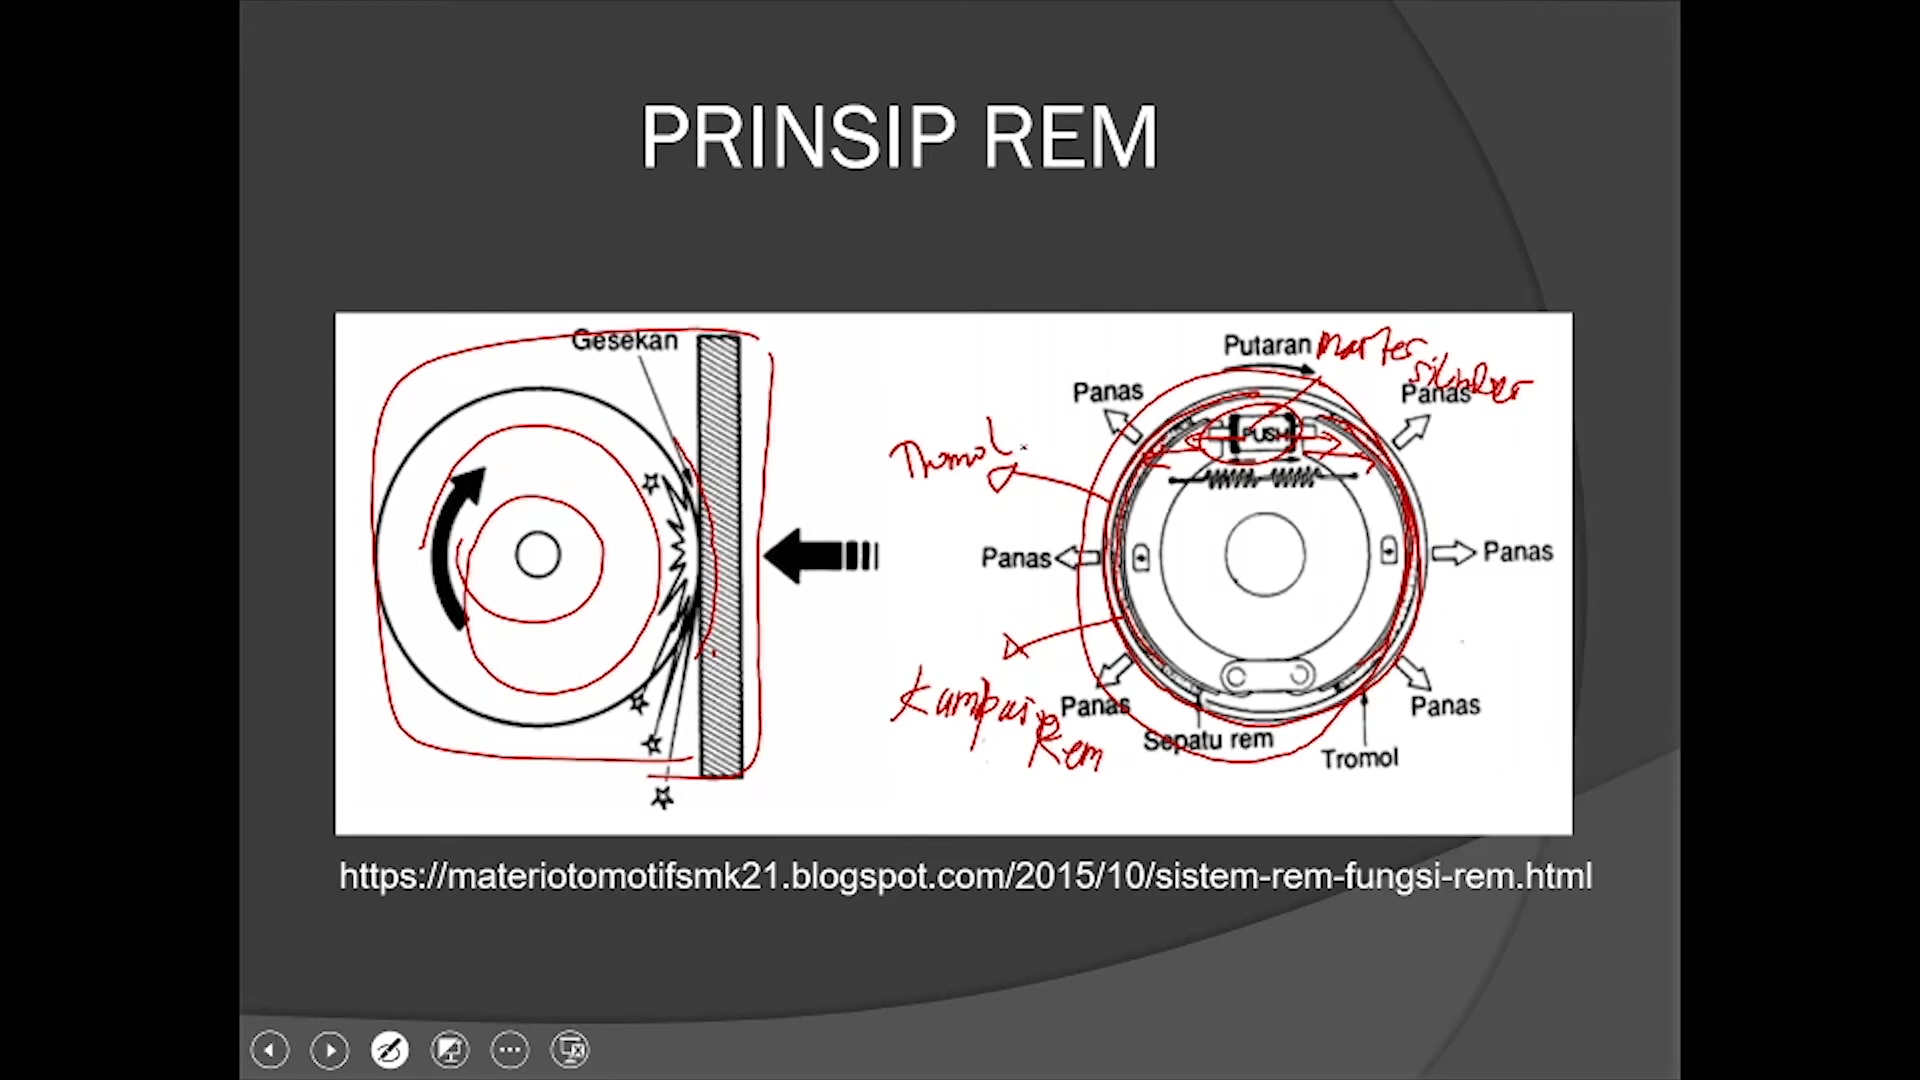 PRINSIP REM
Gesekan
Putaran
Master
silinder
Panas
Panas
PUSH
Tromol
Panas
Panas
Kampas
Rem
Panas
Panas
Sepatu rem
Tromol
https://materiotomotifsmk21.blogspot.com/2015/10/sistem-rem-fungsi-rem.html